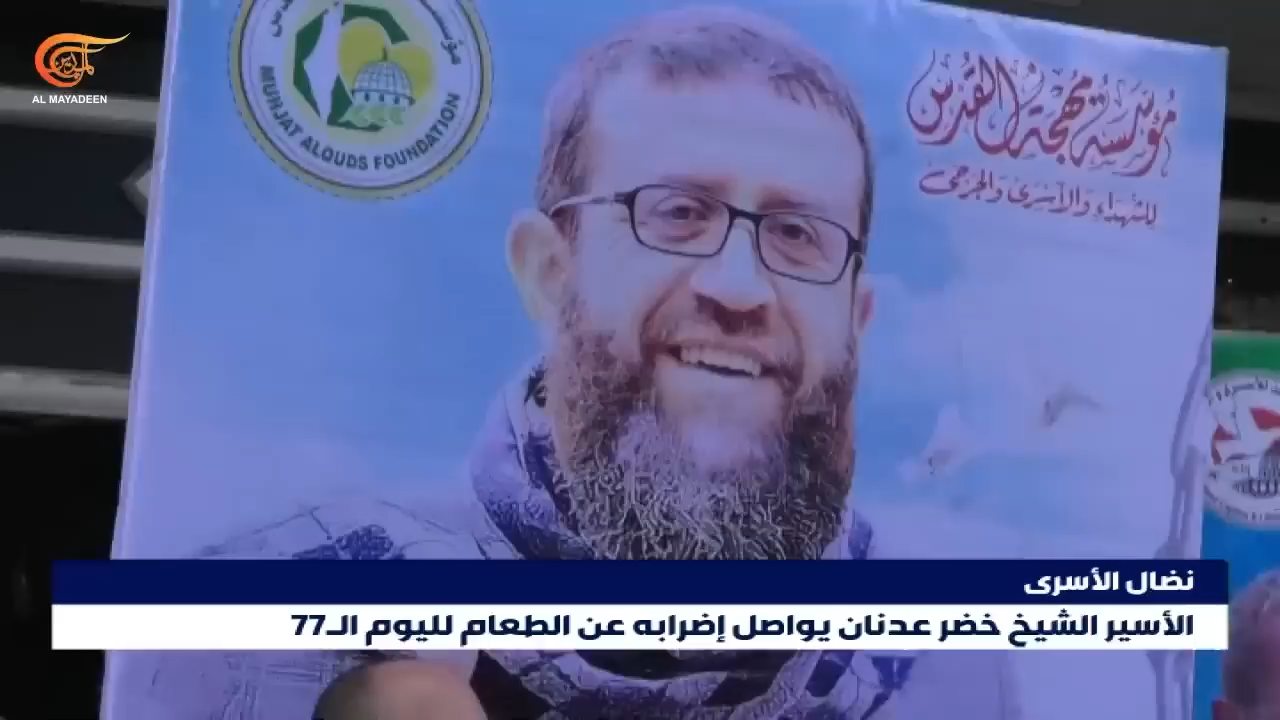 AL MAYADEEN
MUHJAT ALQUDS FOUNDATION
مؤسسة مهجة القدس
للشهداء والأسرى والجرحى
نضال الأسرى
الأسير الشيخ خضر عدنان يواصل إضرابه عن الطعام لليوم الـ77